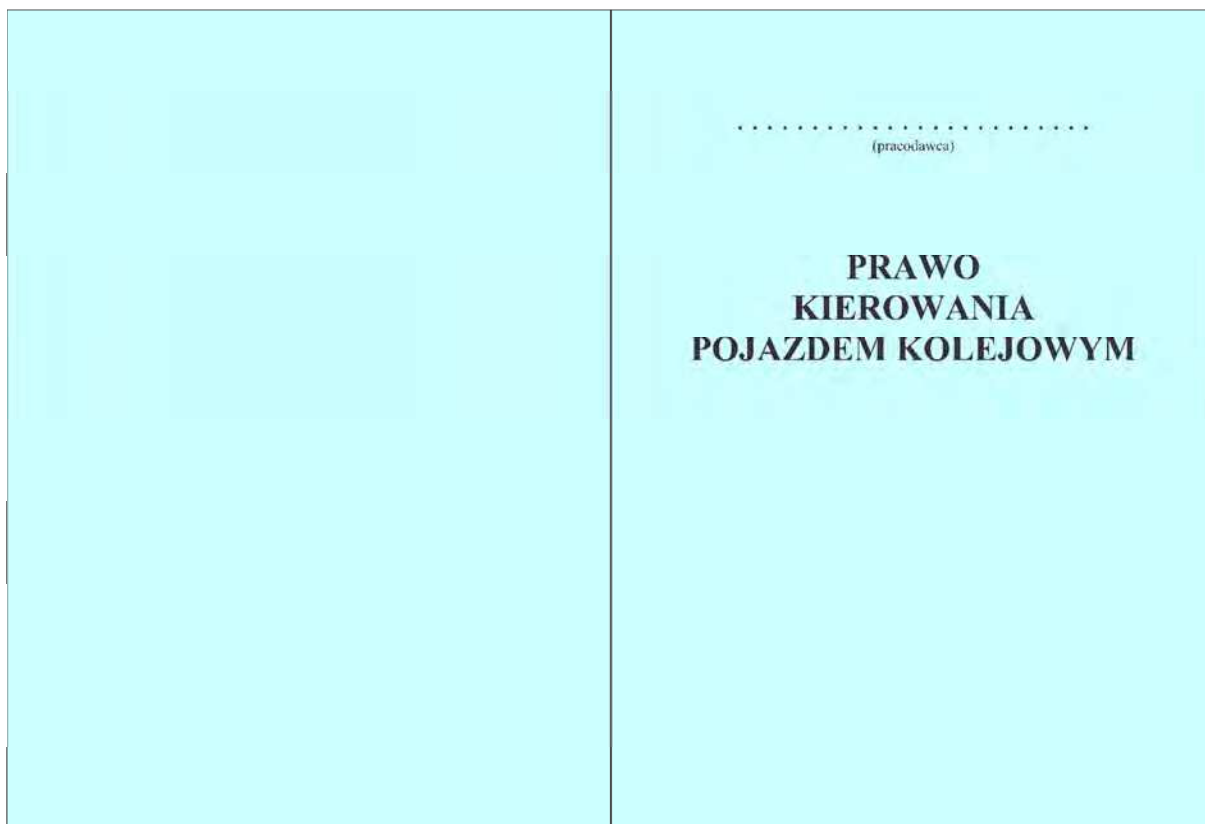 . . . . . . . . . . . . . . . . . . . . . . . .
(pracodawca)
PRAWO
KIEROWANIA
POJAZDEM KOLEJOWYM